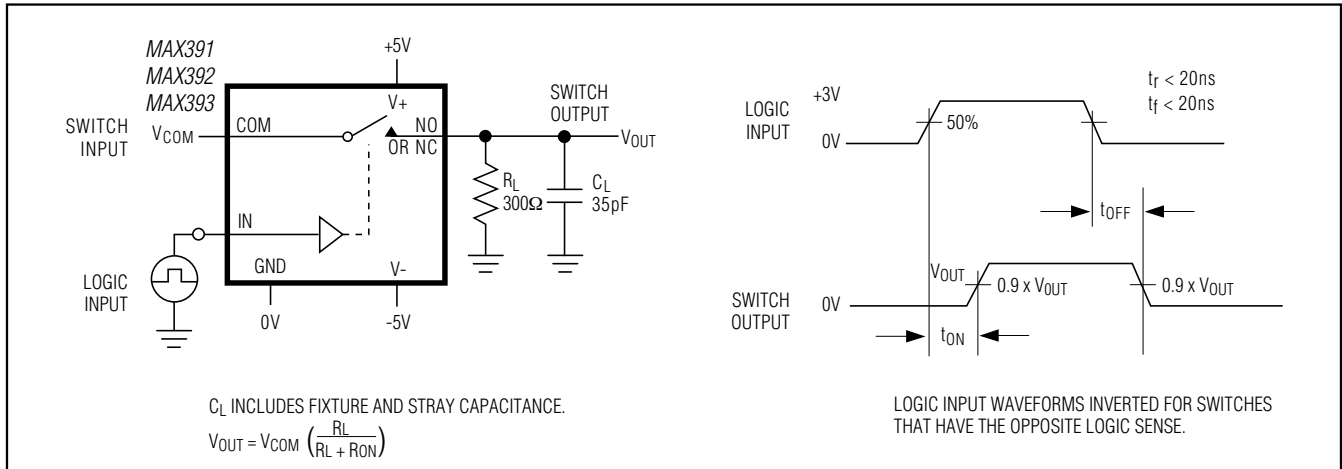 MAX391
MAX392
MAX393
+5V
V+
SWITCH
OUTPUT
SWITCH
INPUT
VCOM
COM
NO
OR NC
VOUT
RL
300Ω
CL
35pF
IN
LOGIC
INPUT
GND
V-
0V
-5V
CL INCLUDES FIXTURE AND STRAY CAPACITANCE.
VOUT = VCOM (RL / RL + RON)
tr < 20ns
tf < 20ns
LOGIC
INPUT
+3V
0V
50%
tOFF
SWITCH
OUTPUT
VOUT
0V
0.9 x V0UT
0.9 x VOUT
tON
LOGIC INPUT WAVEFORMS INVERTED FOR SWITCHES
THAT HAVE THE OPPOSITE LOGIC SENSE.